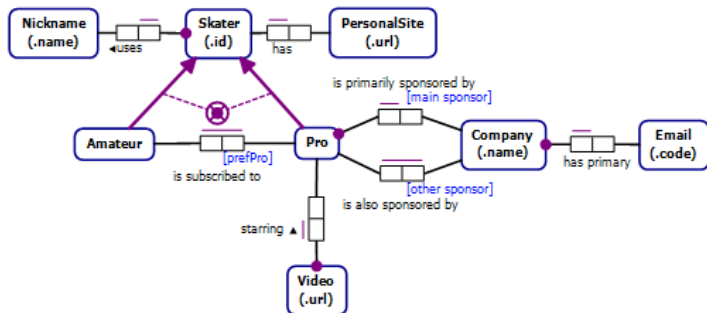 Nickname
(.name)
◄uses
Skater
(.id)
has
PersonalSite
(.url)
is primarily sponsored by
[main sponsor]
Amateur
[prefPro]
is subscribed to
Pro
Company
(.name)
has primary
Email
(.code)
[other sponsor]
is also sponsored by
starring ▲
Video
(.url)